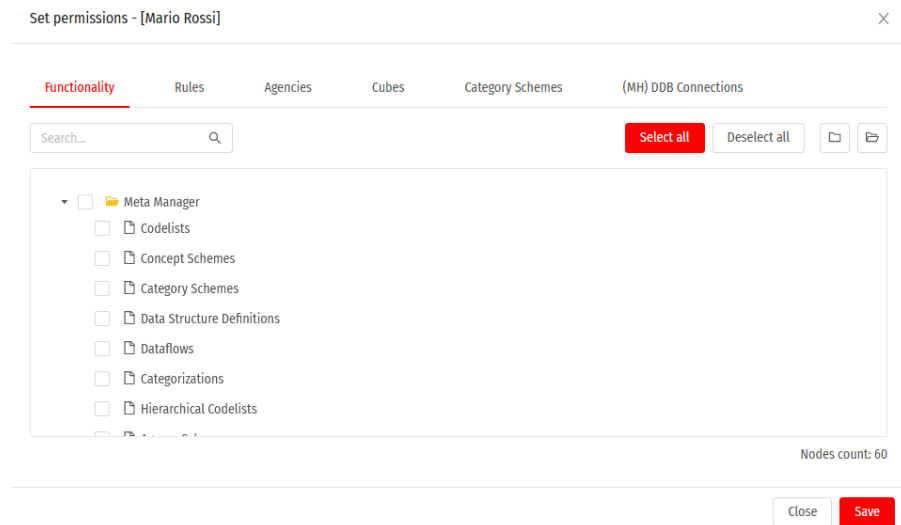 Set permissions - [Mario Rossi]
Functionality Rules Agencies Cubes Category Schemes (MH) DDB Connections
Search... Select all Deselect all
Meta Manager
Codelists
Concept Schemes
Category Schemes
Data Structure Definitions
Dataflows
Categorizations
Hierarchical Codelists
Nodes count: 60
Close Save